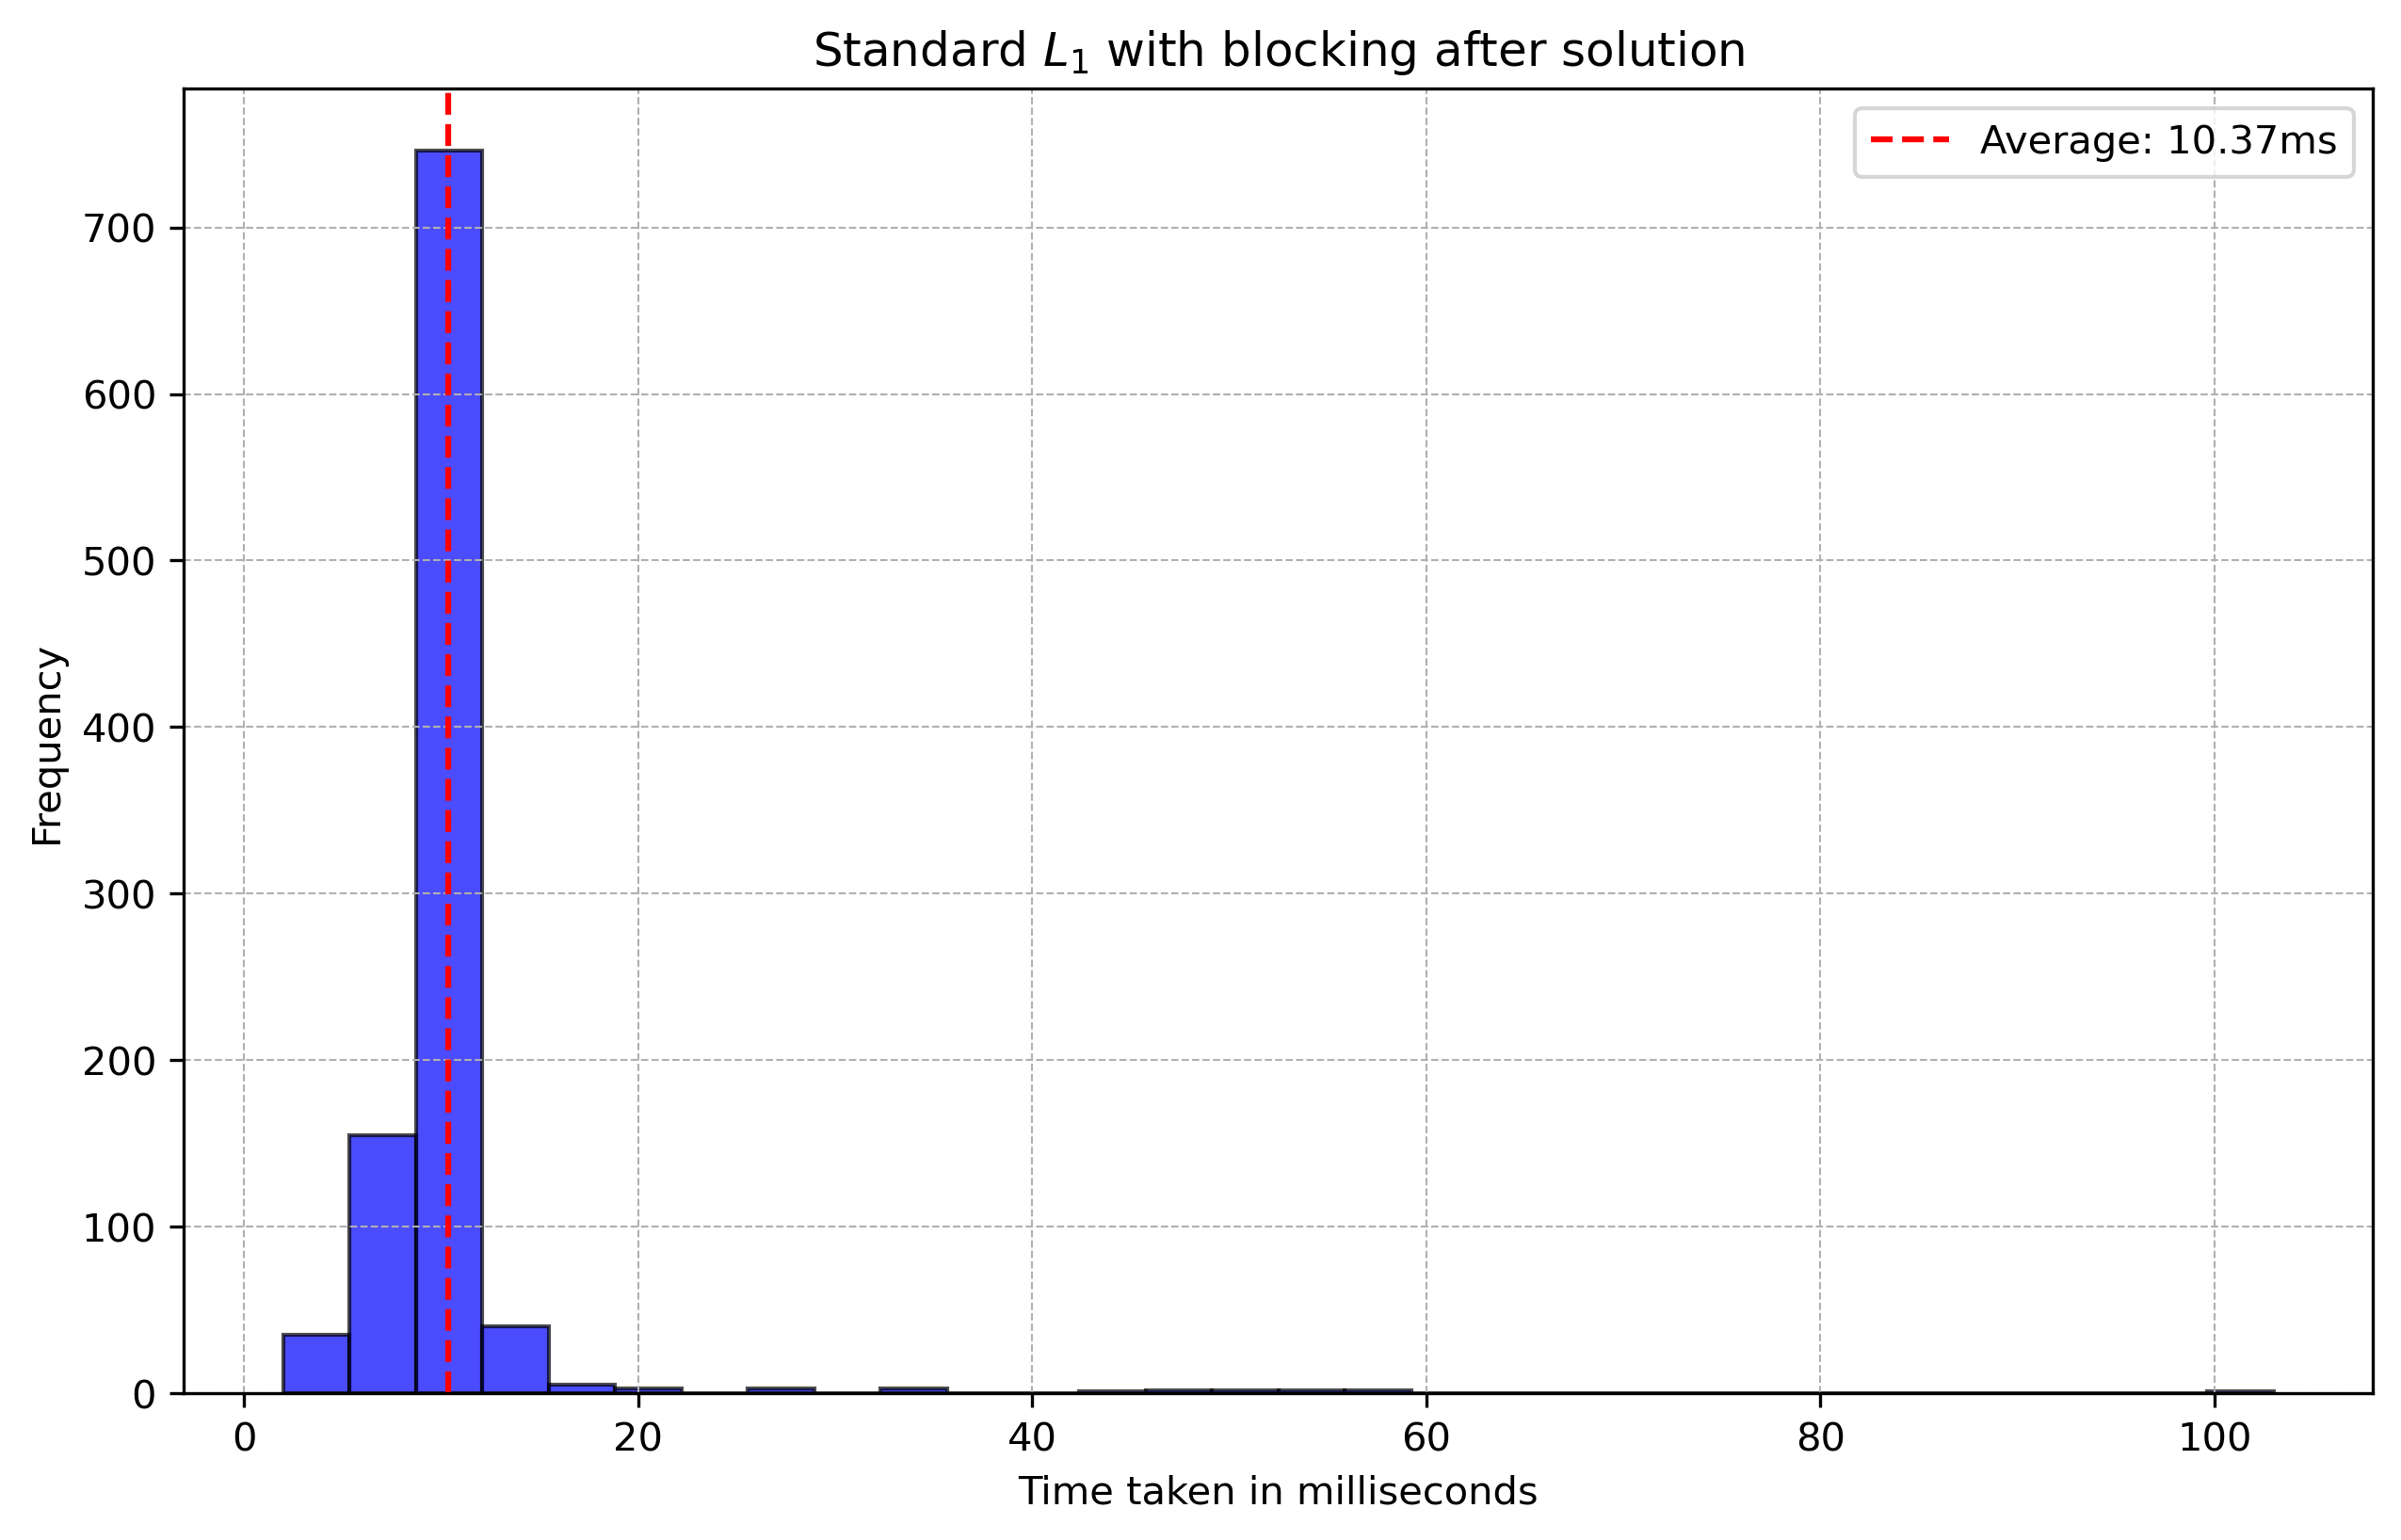 Standard L₁ with blocking after solution
Average: 10.37ms
Frequency
700
600
500
400
300
200
100
0
0 20 40 60 80 100
Time taken in milliseconds